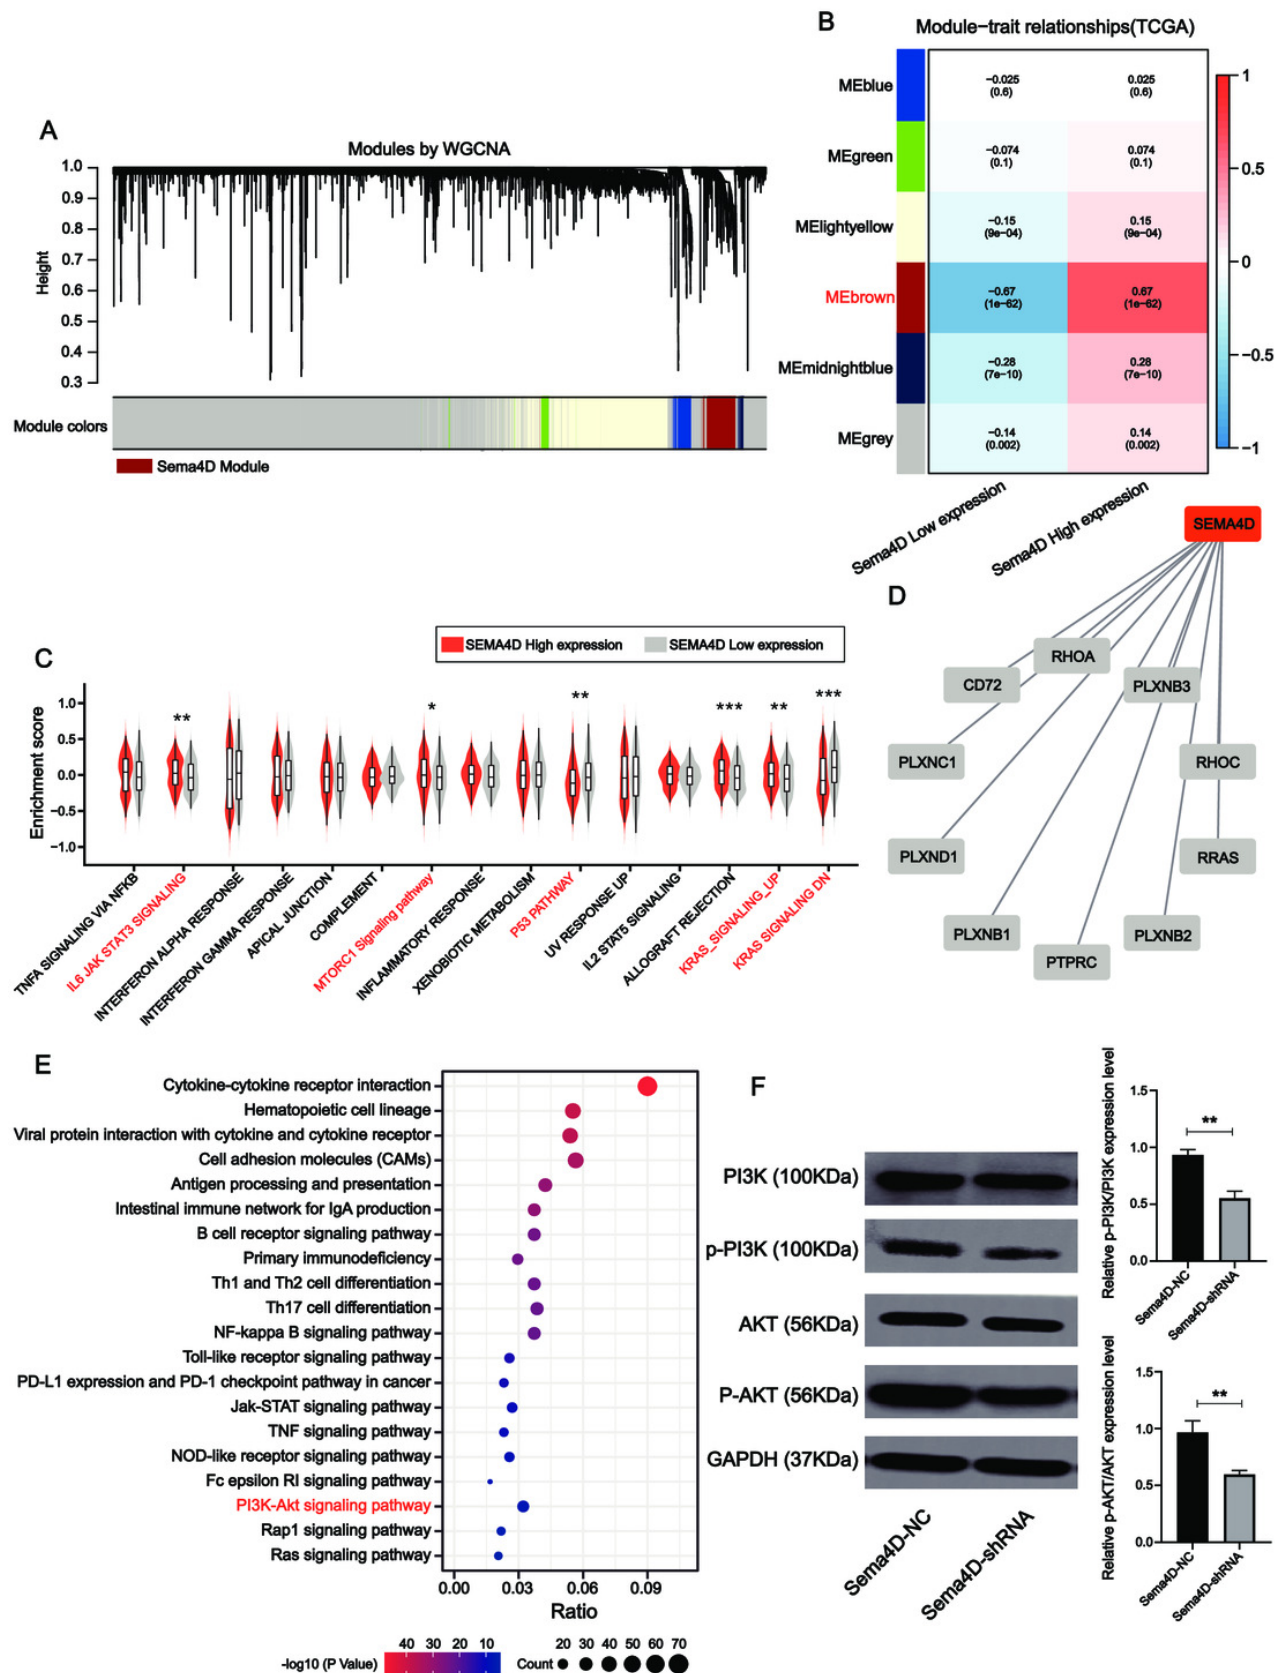 A
Modules by WGCNA
Height
1.0
0.9
0.8
0.7
0.6
0.5
0.4
0.3
Module colors
Sema4D Module
B
Module-trait relationships(TCGA)
MEblue
−0.025
(0.6)
0.025
(0.6)
MEgreen
−0.074
(0.1)
0.074
(0.1)
MElightyellow
−0.15
(9e−04)
0.15
(9e−04)
MEbrown
−0.67
(1e−62)
0.67
(1e−62)
MEmidnightblue
−0.28
(7e−10)
0.28
(7e−10)
MEgrey
−0.14
(0.002)
0.14
(0.002)
1
0.5
0
−0.5
−1
Sema4D Low expression
Sema4D High expression
C
SEMA4D High expression
SEMA4D Low expression
Enrichment score
1.0
0.5
0.0
−0.5
−1.0
**
*
**
***
**
***
TNFA SIGNALING VIA NFKB
IL6 JAK STAT3 SIGNALING
INTERFERON ALPHA RESPONSE
INTERFERON GAMMA RESPONSE
APICAL JUNCTION
COMPLEMENT
MTORC1 Signaling pathway
INFLAMMATORY RESPONSE
XENOBIOTIC METABOLISM
P53 PATHWAY
UV RESPONSE UP
IL2 STAT5 SIGNALING
ALLOGRAFT REJECTION
KRAS_SIGNALING_UP
KRAS SIGNALING DN
D
SEMA4D
RHOA
CD72
PLXNB3
PLXNC1
RHOC
PLXND1
RRAS
PLXNB1
PLXNB2
PTPRC
E
Cytokine-cytokine receptor interaction
Hematopoietic cell lineage
Viral protein interaction with cytokine and cytokine receptor
Cell adhesion molecules (CAMs)
Antigen processing and presentation
Intestinal immune network for IgA production
B cell receptor signaling pathway
Primary immunodeficiency
Th1 and Th2 cell differentiation
Th17 cell differentiation
NF-kappa B signaling pathway
Toll-like receptor signaling pathway
PD-L1 expression and PD-1 checkpoint pathway in cancer
Jak-STAT signaling pathway
TNF signaling pathway
NOD-like receptor signaling pathway
Fc epsilon RI signaling pathway
PI3K-Akt signaling pathway
Rap1 signaling pathway
Ras signaling pathway
0.00 0.03 0.06 0.09
Ratio
-log10 (P Value)
40 30 20 10
Count
20 30 40 50 60 70
F
PI3K (100KDa)
p-PI3K (100KDa)
AKT (56KDa)
P-AKT (56KDa)
GAPDH (37KDa)
Sema4D-NC
Sema4D-shRNA
Relative p-PI3K/PI3K expression level
1.5
1.0
0.5
0.0
**
Sema4D-NC
Sema4D-shRNA
Relative p-AKT/AKT expression level
1.5
1.0
0.5
0.0
**
Sema4D-NC
Sema4D-shRNA